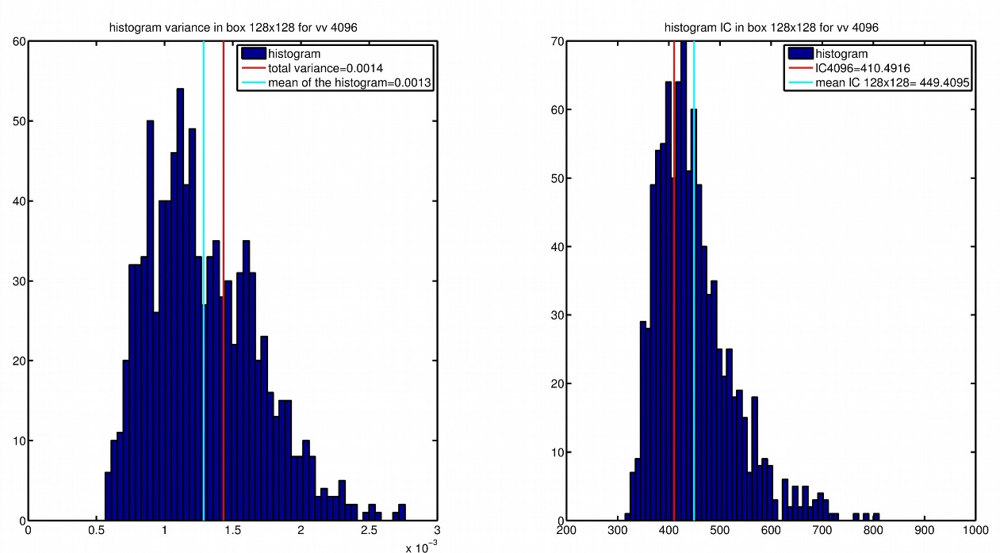 histogram variance in box 128x128 for vv 4096
60
50
40
30
20
10
0
histogram
total variance=0.0014
mean of the histogram=0.0013
0 0.5 1 1.5 2 2.5 3
x 10⁻³
histogram IC in box 128x128 for vv 4096
70
60
50
40
30
20
10
0
histogram
IC4096=410.4916
mean IC 128x128= 449.4095
200 300 400 500 600 700 800 900 1000